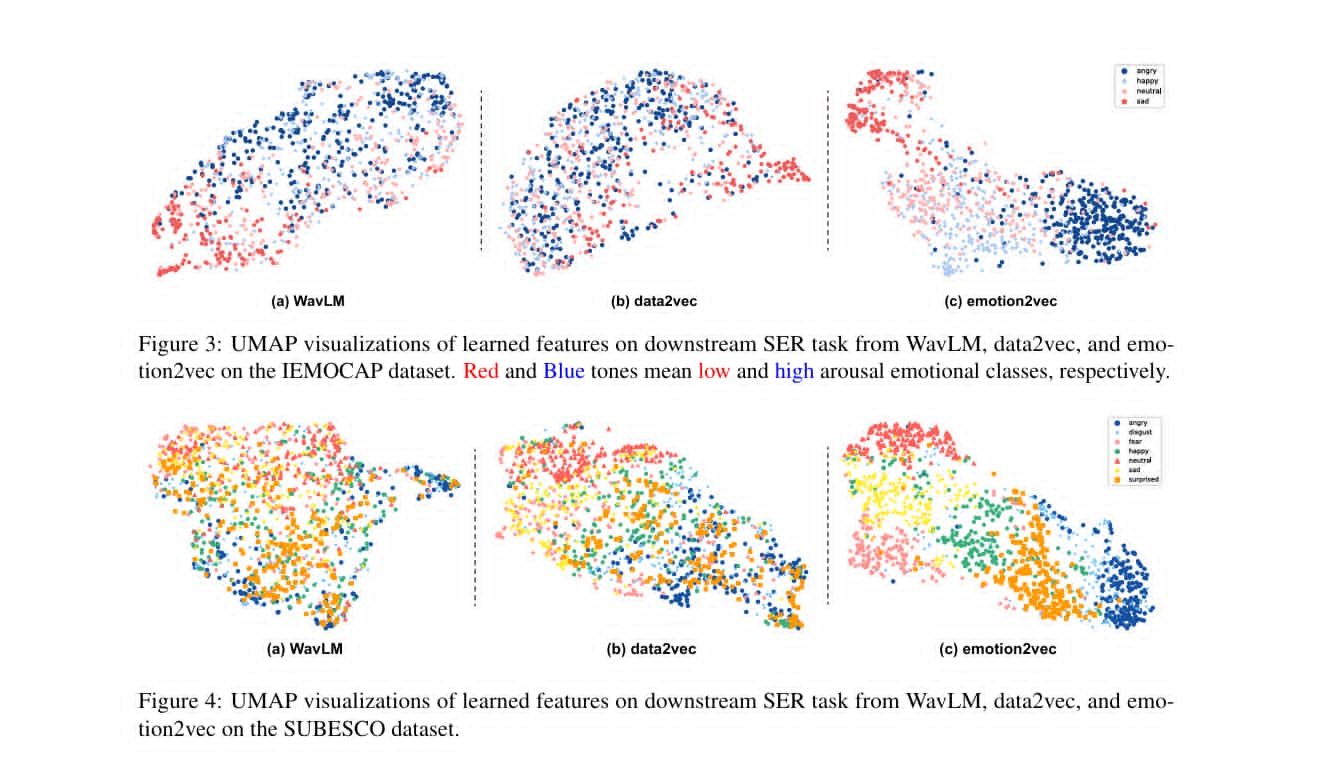 angry
happy
neutral
sad
(a) WavLM
(b) data2vec
(c) emotion2vec
Figure 3: UMAP visualizations of learned features on downstream SER task from WavLM, data2vec, and emo-
tion2vec on the IEMOCAP dataset. Red and Blue tones mean low and high arousal emotional classes, respectively.
angry
disgust
fear
happy
neutral
sad
surprised
(a) WavLM
(b) data2vec
(c) emotion2vec
Figure 4: UMAP visualizations of learned features on downstream SER task from WavLM, data2vec, and emo-
tion2vec on the SUBESCO dataset.